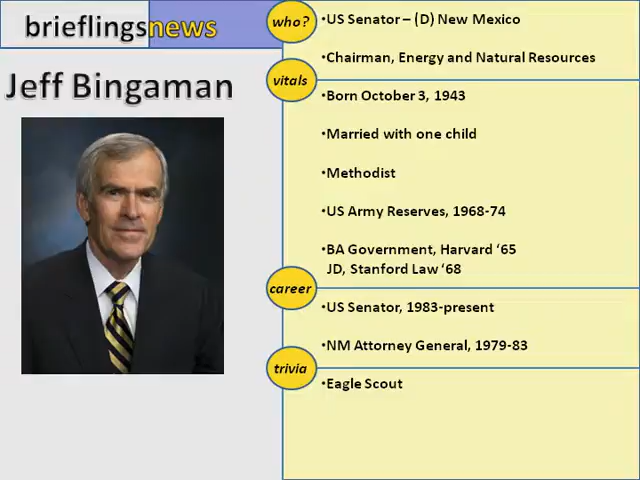 brieflingsnews
Jeff Bingaman
who?
•US Senator – (D) New Mexico
•Chairman, Energy and Natural Resources
vitals
•Born October 3, 1943
•Married with one child
•Methodist
•US Army Reserves, 1968-74
•BA Government, Harvard ‘65
JD, Stanford Law ‘68
career
•US Senator, 1983-present
•NM Attorney General, 1979-83
trivia
•Eagle Scout